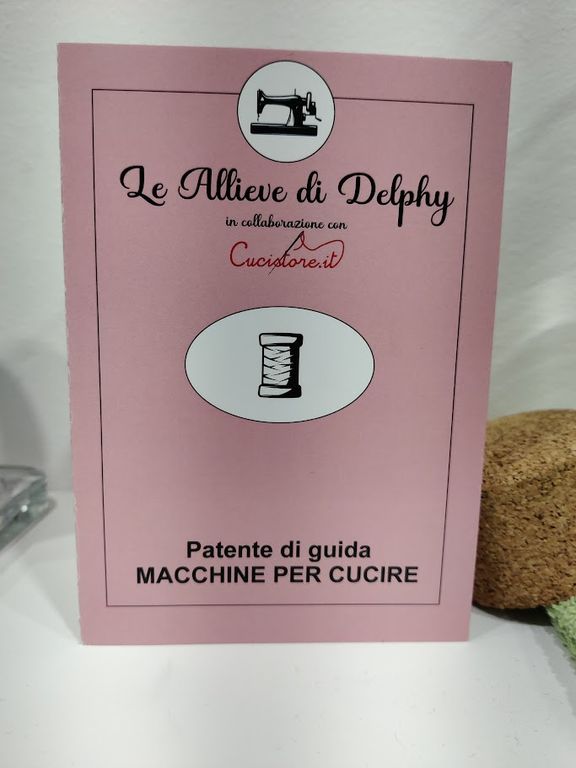 Le Allieve di Delphy
in collaborazione con
Cucistore.it
Patente di guida
MACCHINE PER CUCIRE